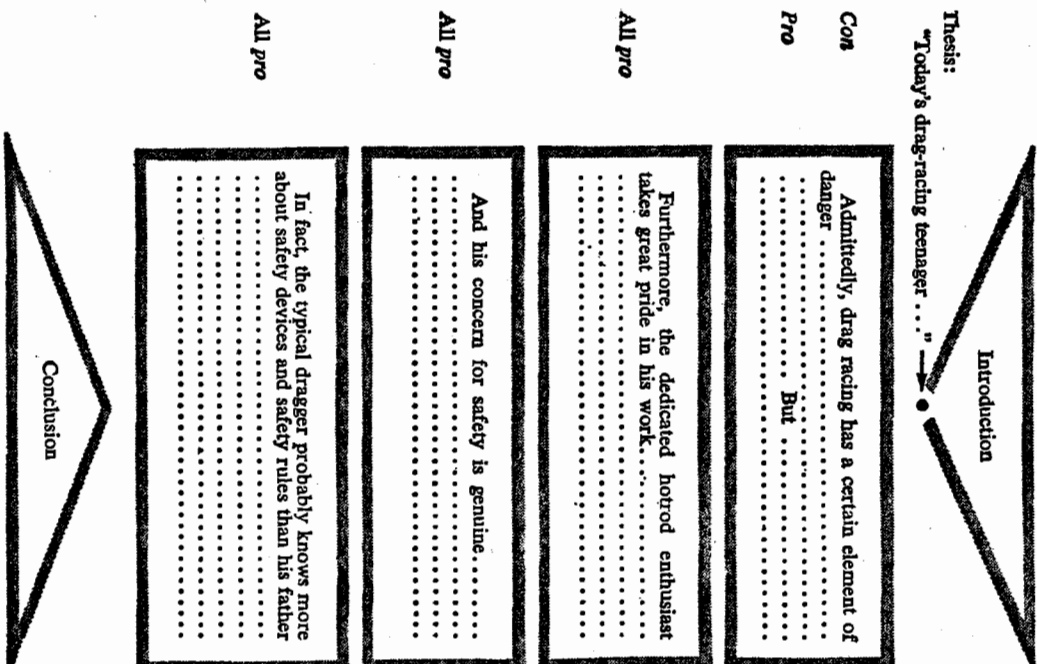 Introduction
Thesis:
"Today's drag-racing teenager . . ."
Con
Pro
Admittedly, drag racing has a certain element of
danger ..............................
..............................
.................... But ....................
..............................
All pro
Furthermore, the dedicated hotrod enthusiast
takes great pride in his work....................
..............................
..............................
..............................
All pro
And his concern for safety is genuine......
..............................
..............................
..............................
All pro
In fact, the typical dragger probably knows more
about safety devices and safety rules than his father
..............................
..............................
..............................
..............................
..............................
Conclusion